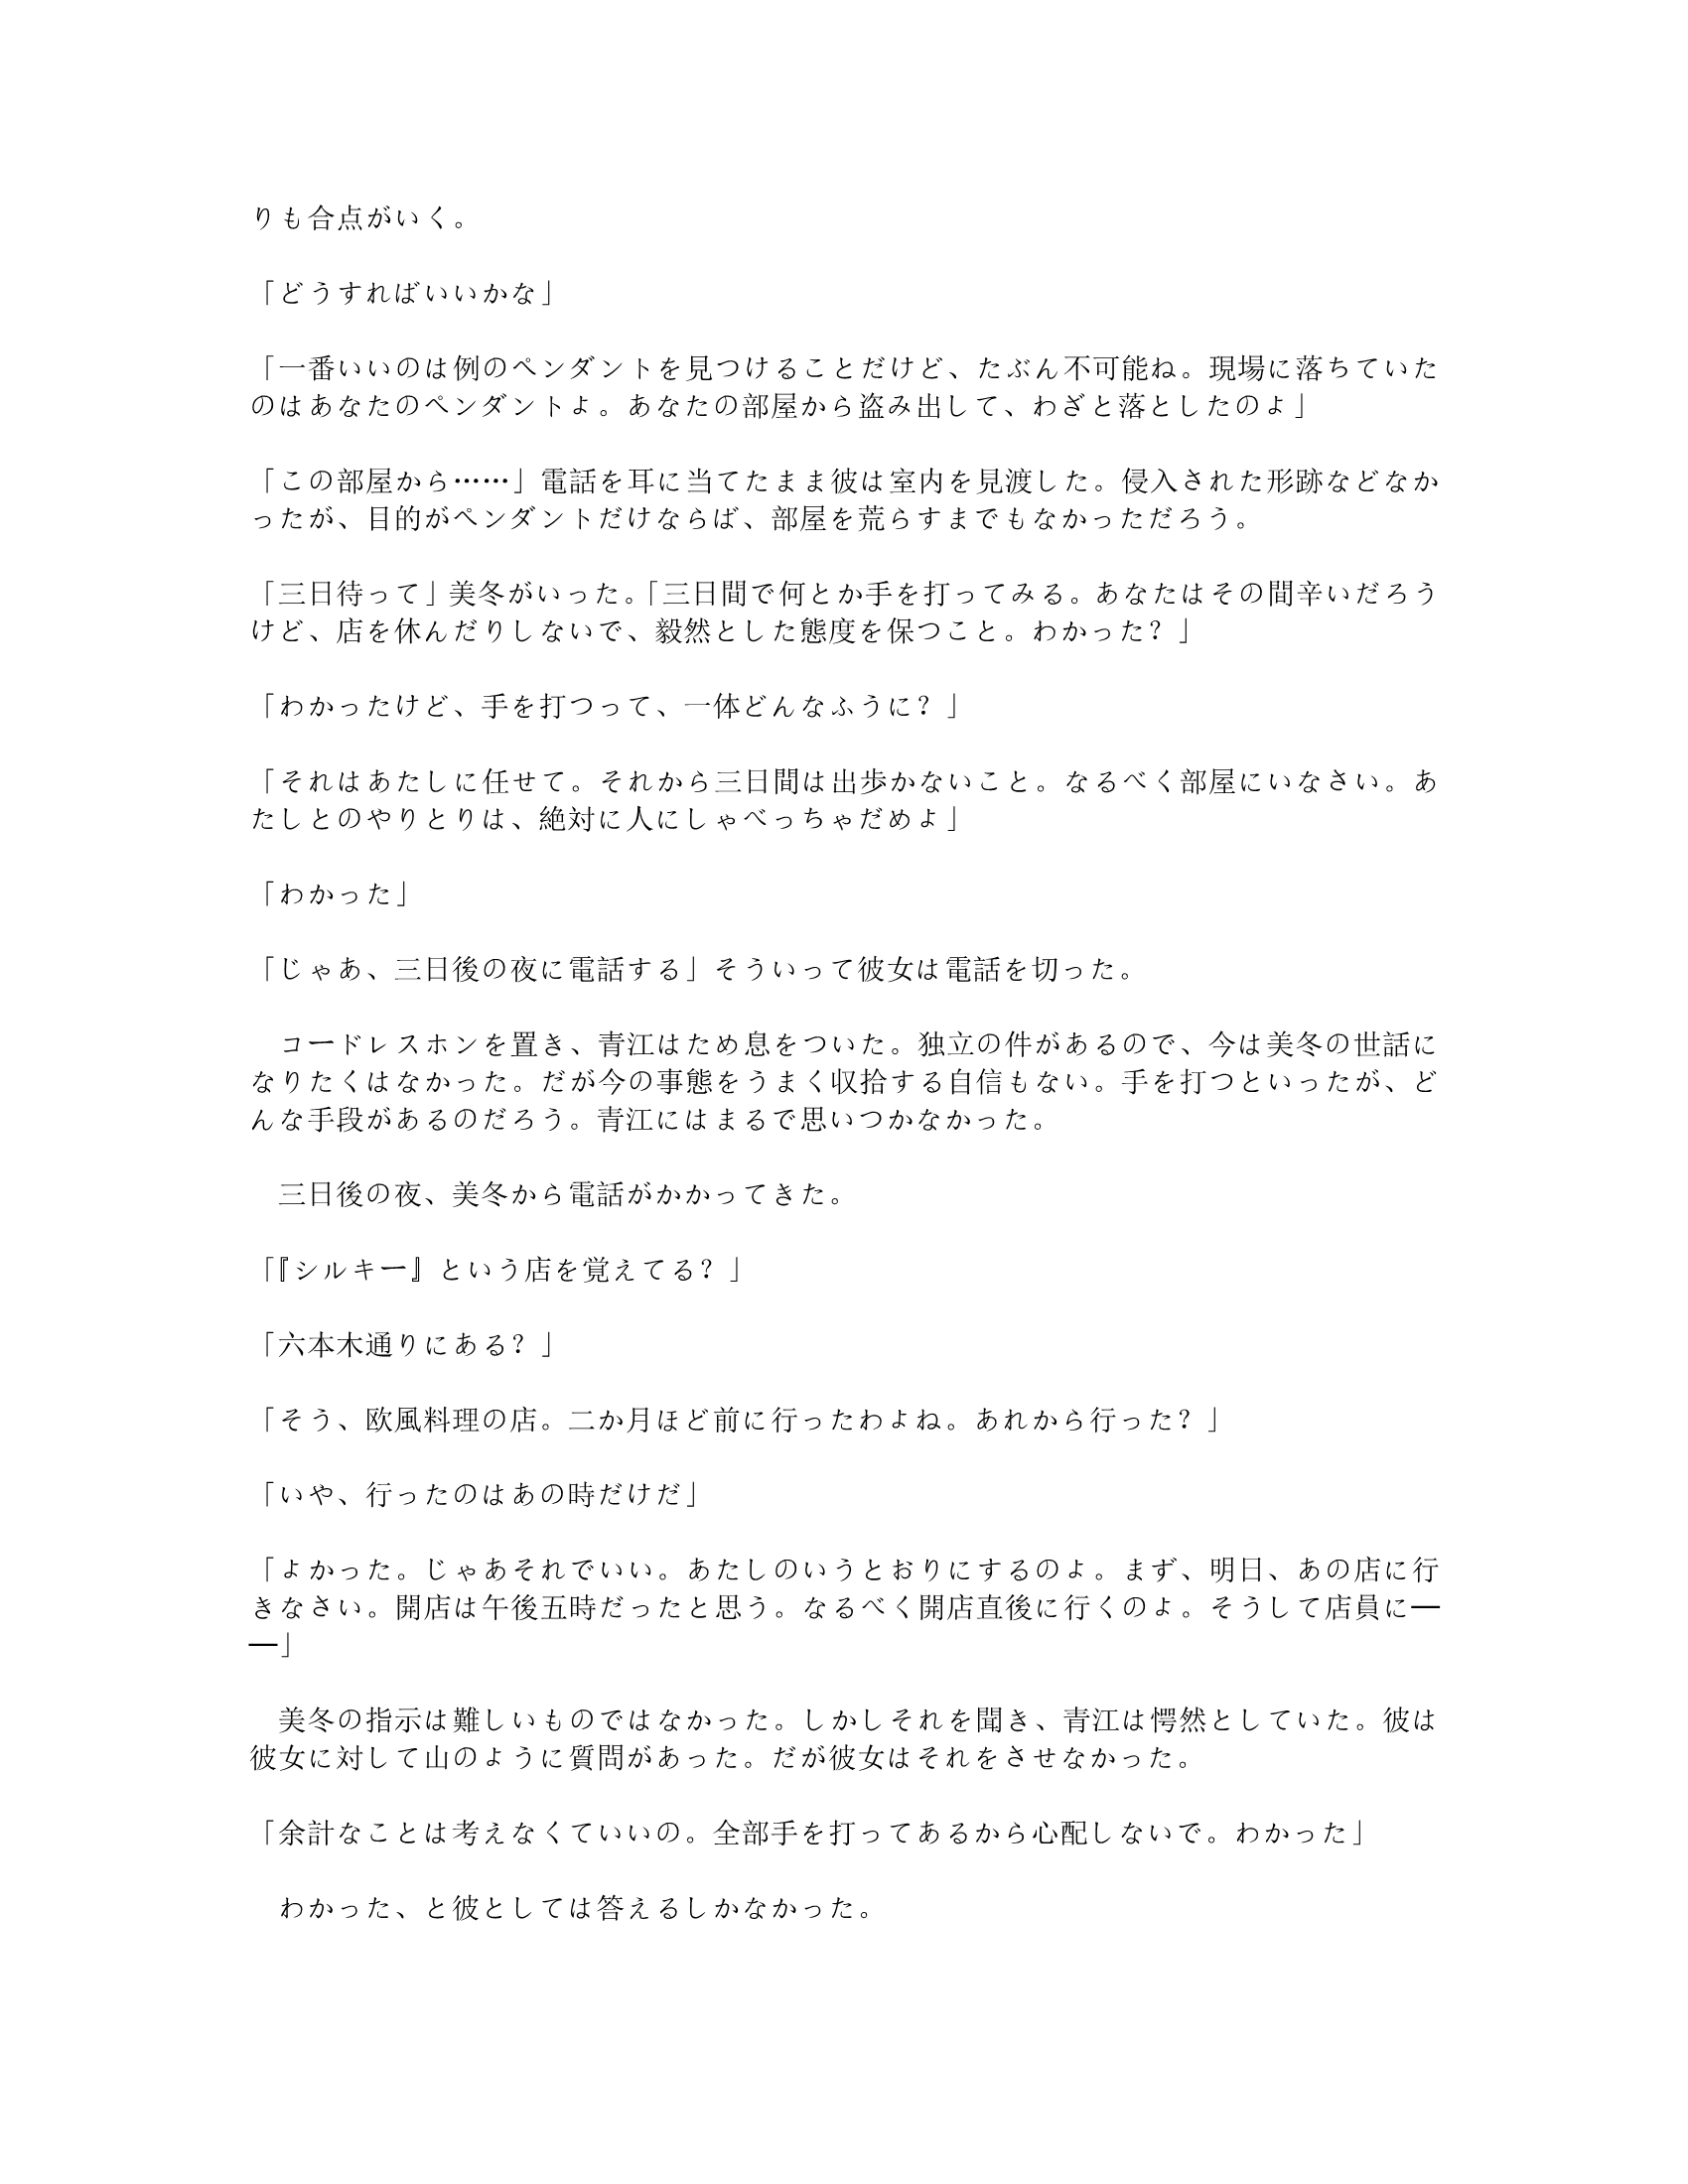 りも合点がいく。
「どうすればいいかな」
「一番いいのは例のペンダントを見つけることだけど、たぶん不可能ね。現場に落ちていた
のはあなたのペンダントよ。あなたの部屋から盗み出して、わざと落としたのよ」
「この部屋から……」電話を耳に当てたまま彼は室内を見渡した。侵入された形跡などなか
ったが、目的がペンダントだけならば、部屋を荒らすまでもなかっただろう。
「三日待って」美冬がいった。「三日間で何とか手を打ってみる。あなたはその間辛いだろう
けど、店を休んだりしないで、毅然とした態度を保つこと。わかった？」
「わかったけど、手を打つって、一体どんなふうに？」
「それはあたしに任せて。それから三日間は出歩かないこと。なるべく部屋にいなさい。あ
たしとのやりとりは、絶対に人にしゃべっちゃだめよ」
「わかった」
「じゃあ、三日後の夜に電話する」そういって彼女は電話を切った。
　コードレスホンを置き、青江はため息をついた。独立の件があるので、今は美冬の世話に
なりたくはなかった。だが今の事態をうまく収拾する自信もない。手を打つといったが、ど
んな手段があるのだろう。青江にはまるで思いつかなかった。
　三日後の夜、美冬から電話がかかってきた。
「『シルキー』という店を覚えてる？」
「六本木通りにある？」
「そう、欧風料理の店。二か月ほど前に行ったわよね。あれから行った？」
「いや、行ったのはあの時だけだ」
「よかった。じゃあそれでいい。あたしのいうとおりにするのよ。まず、明日、あの店に行
きなさい。開店は午後五時だったと思う。なるべく開店直後に行くのよ。そうして店員に―
―」
　美冬の指示は難しいものではなかった。しかしそれを聞き、青江は愕然としていた。彼は
彼女に対して山のように質問があった。だが彼女はそれをさせなかった。
「余計なことは考えなくていいの。全部手を打ってあるから心配しないで。わかった」
　わかった、と彼としては答えるしかなかった。